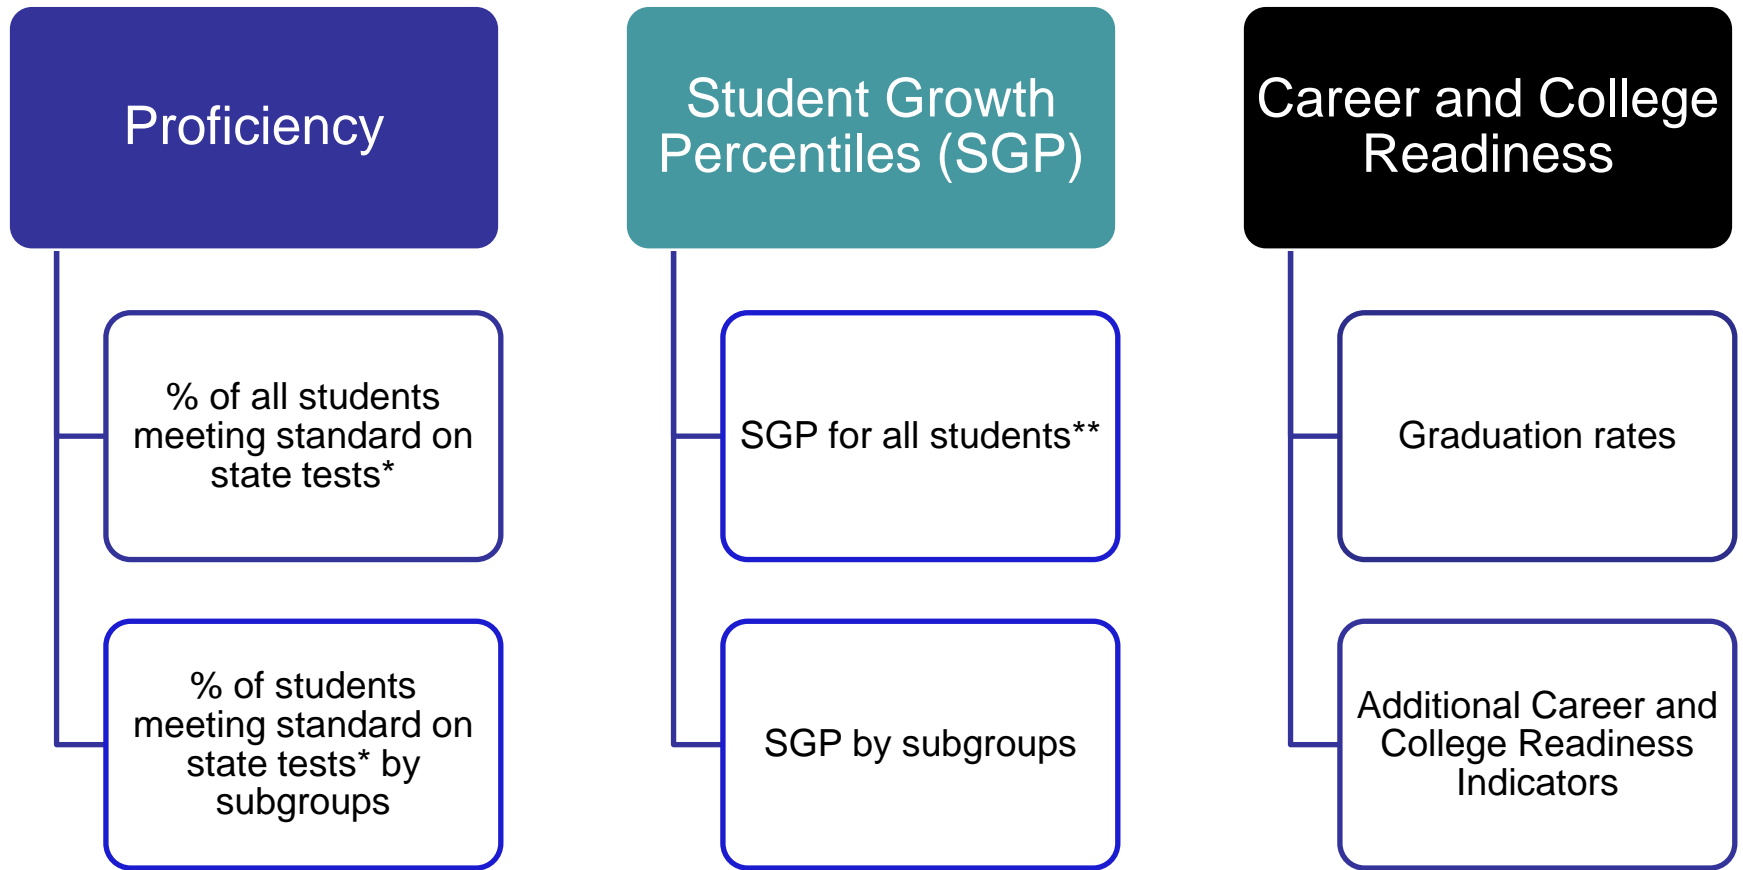 Proficiency
% of all students
meeting standard on
state tests*
% of students
meeting standard on
state tests* by
subgroups
Student Growth
Percentiles (SGP)
SGP for all students**
SGP by subgroups
Career and College
Readiness
Graduation rates
Additional Career and
College Readiness
Indicators